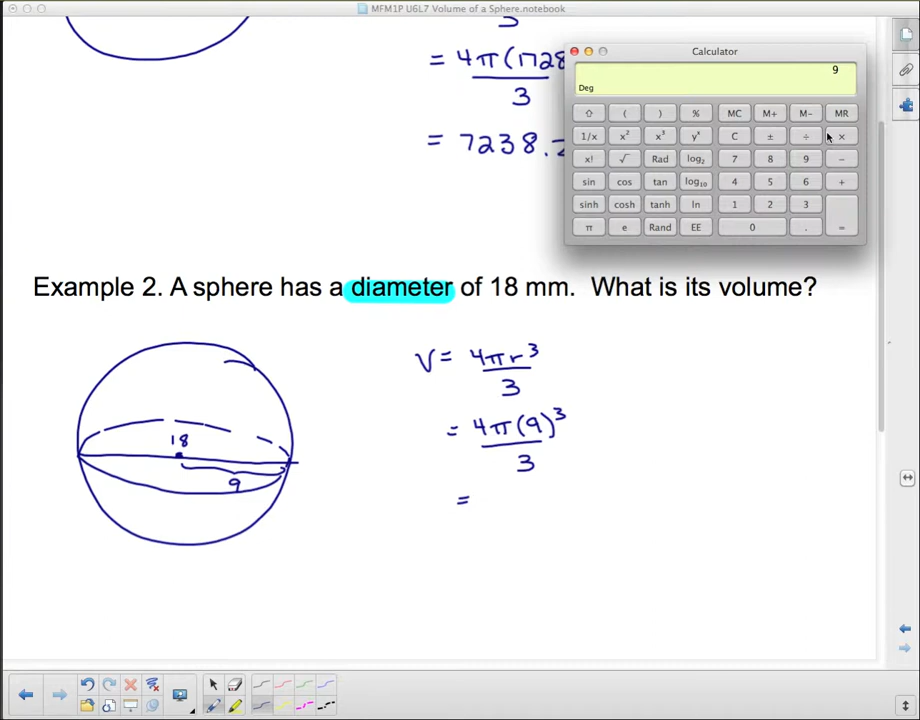 MFM1P U6L7 Volume of a Sphere.notebook
3
= 4π(1728
3
= 7238.2
Calculator
9
Deg
( ) % MC M+ M- MR
1/x x² x³ yˣ C ± ÷ ×
x! √ Rad log₂ 7 8 9 −
sin cos tan log₁₀ 4 5 6 +
sinh cosh tanh ln 1 2 3
π e Rand EE 0 . =
Example 2. A sphere has a diameter of 18 mm. What is its volume?
V = 4πr³
3
= 4π(9)³
3
=
18
9